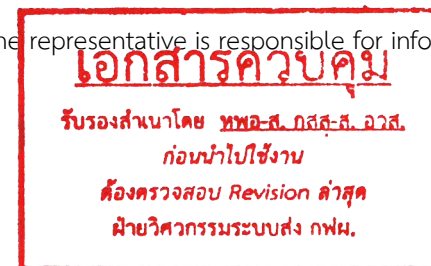 ne representative is responsible for info
เอกสารควบคุม
รับรองสำเนาโดย หพอ-ส. กสสุ-ส. อวส.
ก่อนนำไปใช้งาน
ต้องตรวจสอบ Revision ล่าสุด
ฝ่ายวิศวกรรมระบบส่ง กฟผ.